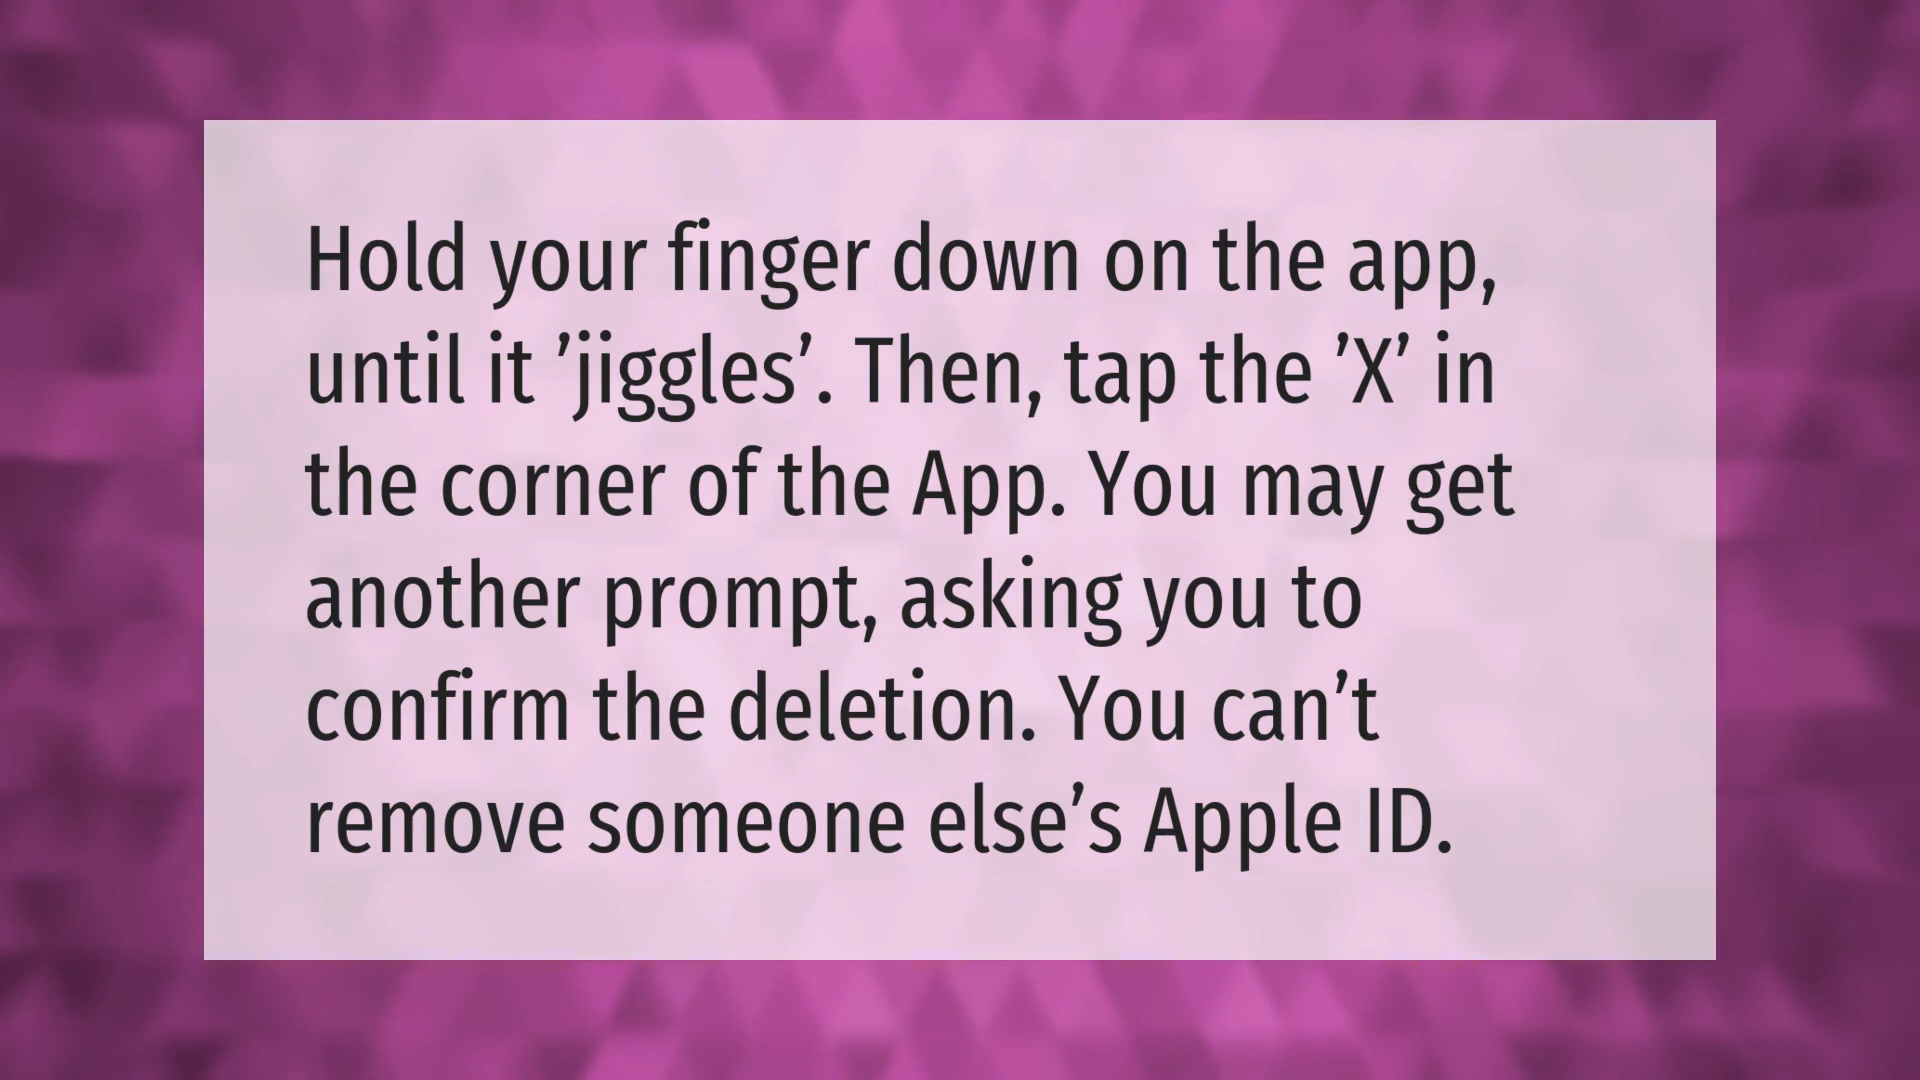 Hold your finger down on the app,
until it ’jiggles’. Then, tap the ’X’ in
the corner of the App. You may get
another prompt, asking you to
confirm the deletion. You can’t
remove someone else’s Apple ID.